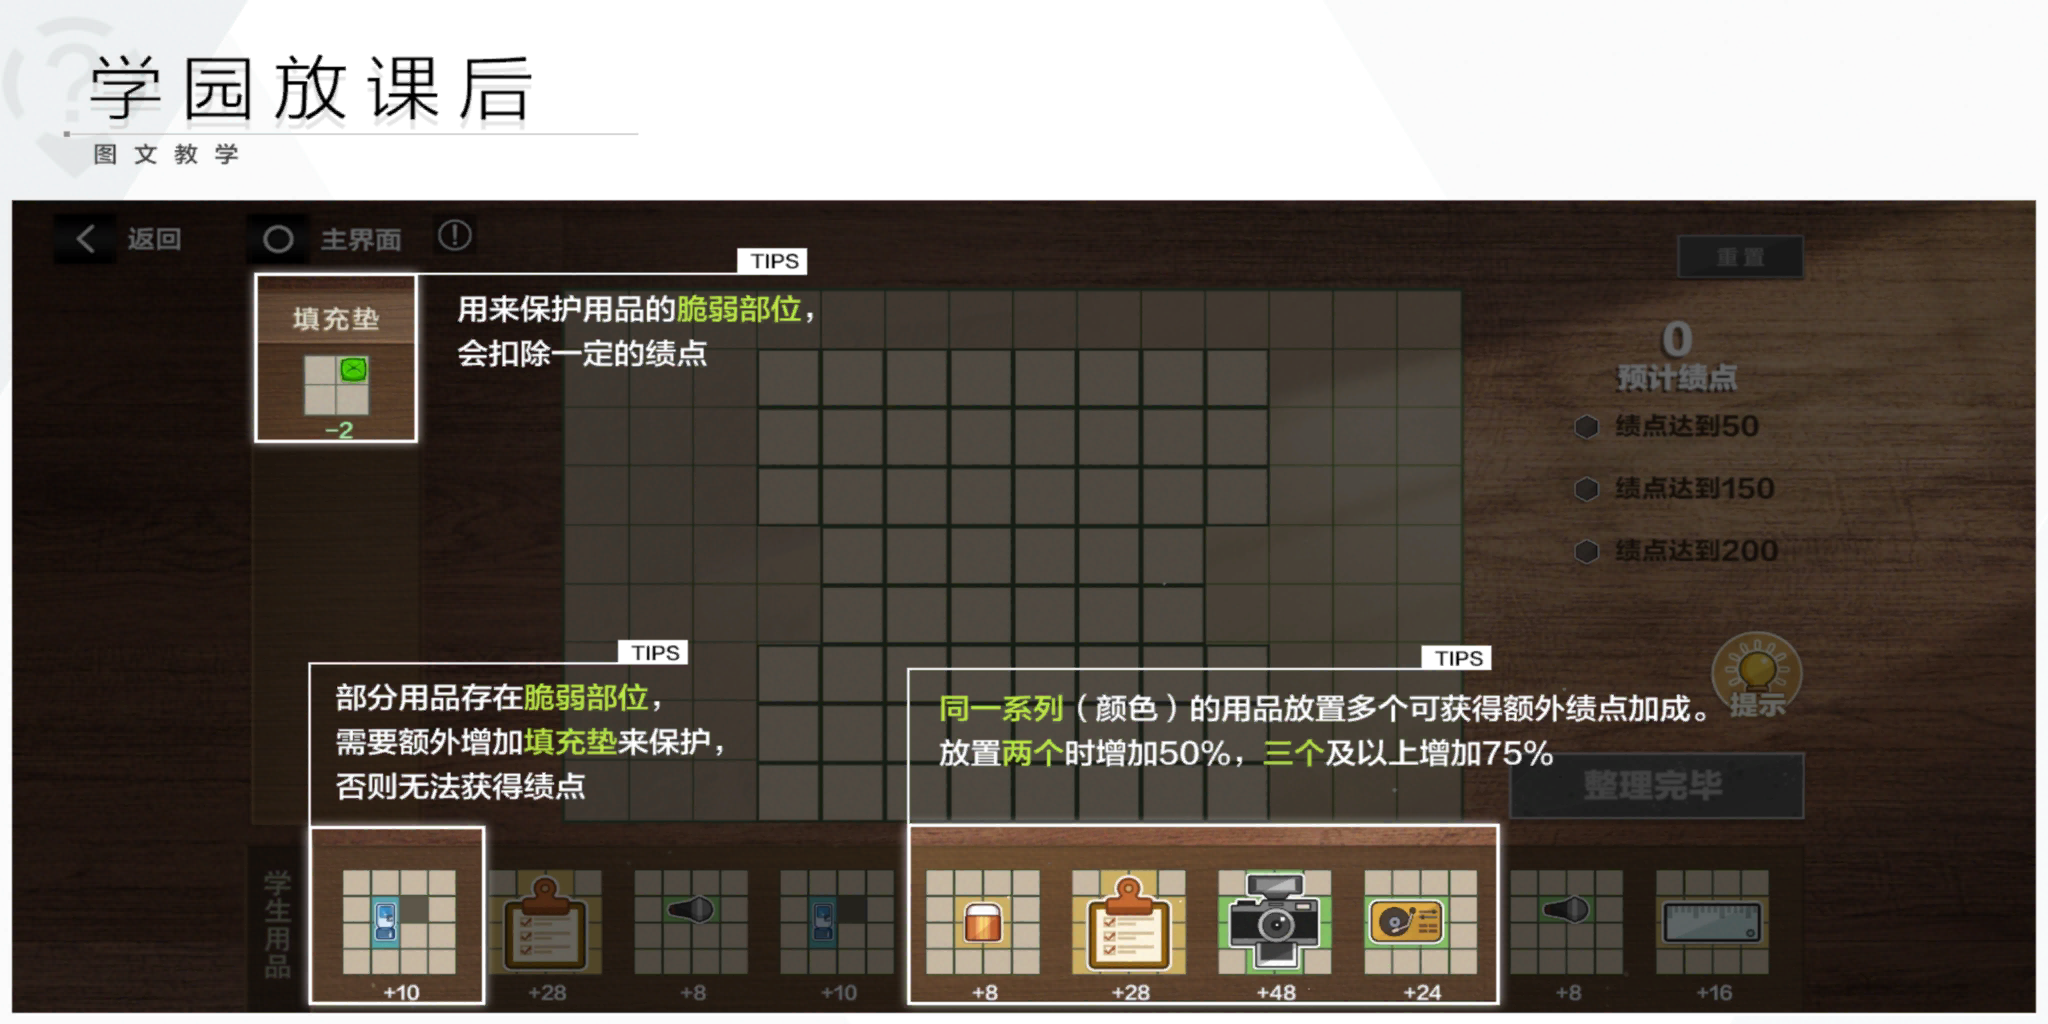 学园放课后
图文教学
返回
主界面
TIPS
重置
填充垫
-2
用来保护用品的脆弱部位，
会扣除一定的绩点
0
预计绩点
绩点达到50
绩点达到150
绩点达到200
TIPS
部分用品存在脆弱部位，
需要额外增加填充垫来保护，
否则无法获得绩点
TIPS
同一系列（颜色）的用品放置多个可获得额外绩点加成。
放置两个时增加50%，三个及以上增加75%
提示
整理完毕
学生用品
+10
+28
+8
+10
+8
+28
+48
+24
+8
+16